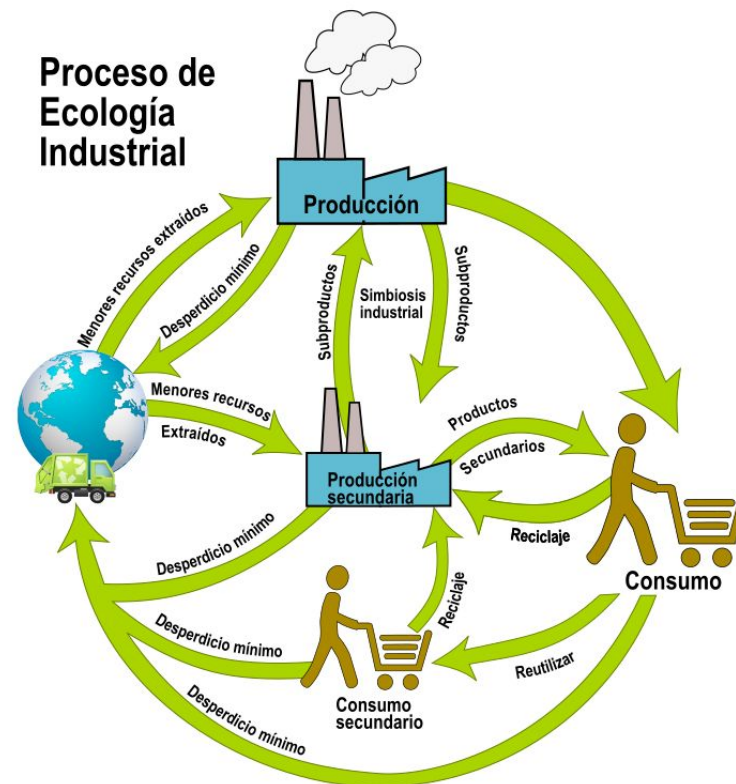 Proceso de
Ecología
Industrial
Producción
Menores recursos extraídos
Desperdicio mínimo
Subproductos
Simbiosis
industrial
Subproductos
Menores recursos
Extraídos
Productos
Secundarios
Producción
secundaria
Reciclaje
Consumo
Desperdicio mínimo
Reciclaje
Desperdicio mínimo
Reutilizar
Consumo
secundario
Desperdicio mínimo